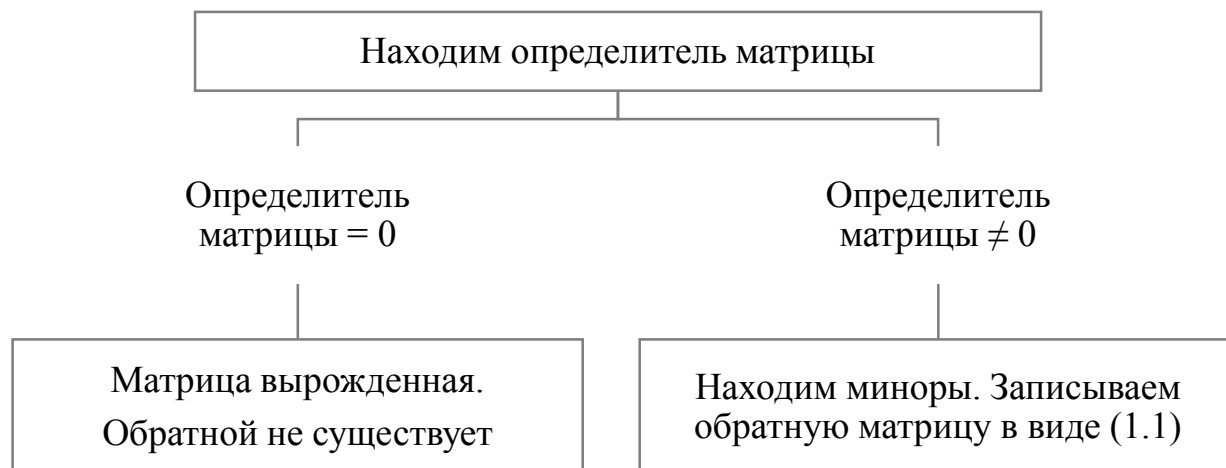 Находим определитель матрицы
Определитель
матрицы = 0
Определитель
матрицы ≠ 0
Матрица вырожденная.
Обратной не существует
Находим миноры. Записываем
обратную матрицу в виде (1.1)